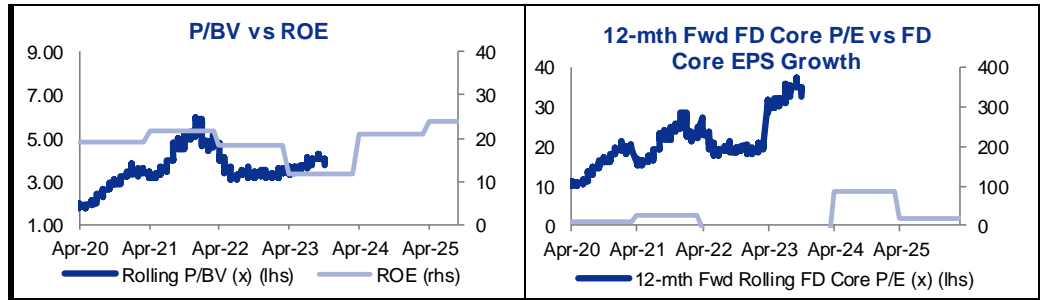 P/BV vs ROE
9.00
7.00
5.00
3.00
1.00
40
30
20
10
0
Apr-20 Apr-21 Apr-22 Apr-23 Apr-24 Apr-25
Rolling P/BV (x) (lhs) ROE (rhs)
12-mth Fwd FD Core P/E vs FD
Core EPS Growth
40
30
20
10
0
400
300
200
100
0
Apr-20 Apr-21 Apr-22 Apr-23 Apr-24 Apr-25
12-mth Fwd Rolling FD Core P/E (x) (lhs)